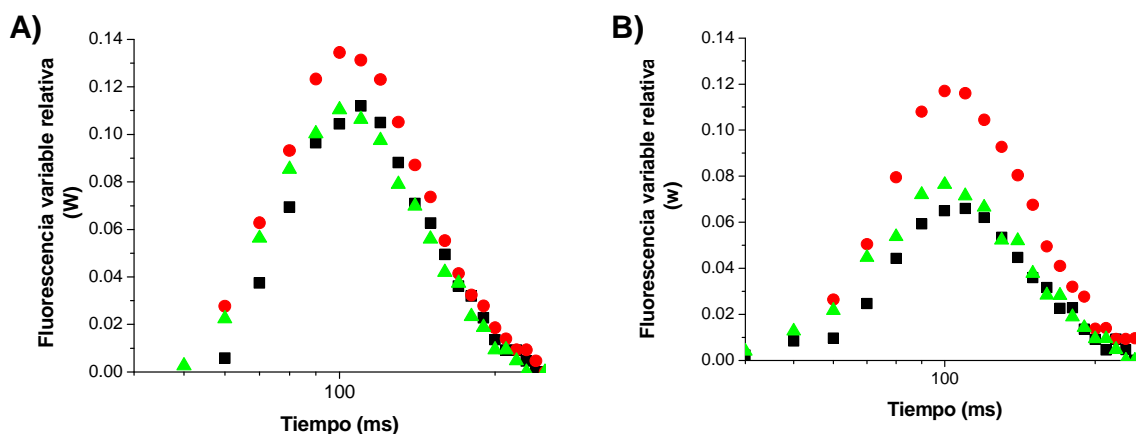 A)
Fluorescencia variable relativa
(W)
0.14
0.12
0.10
0.08
0.06
0.04
0.02
0.00
100
Tiempo (ms)
B)
Fluorescencia variable relativa
(w)
0.14
0.12
0.10
0.08
0.06
0.04
0.02
0.00
100
Tiempo (ms)